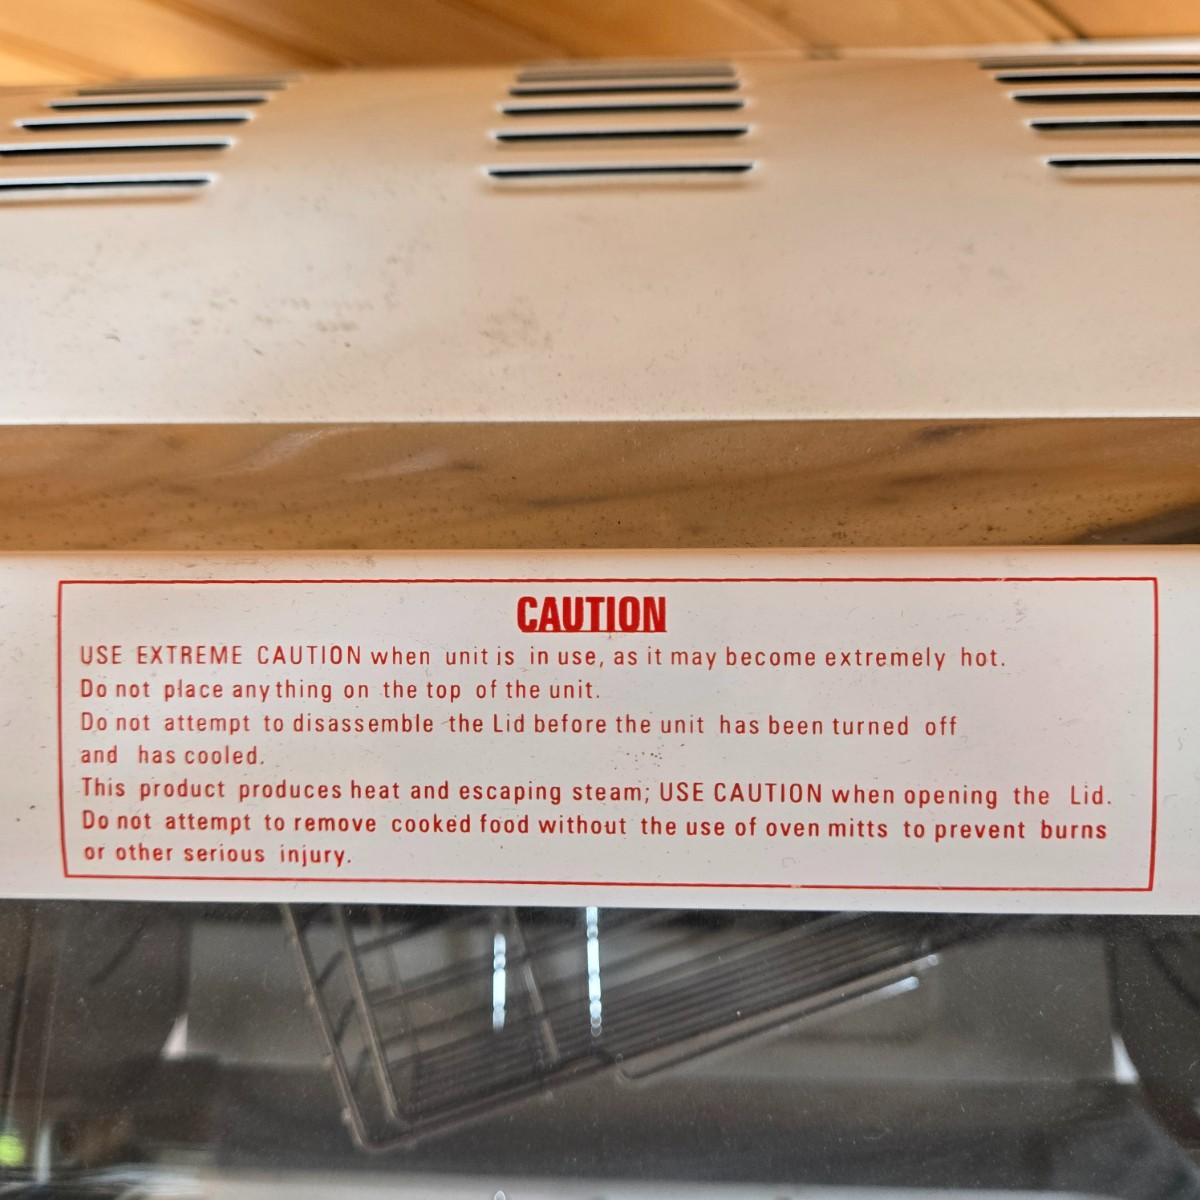 CAUTION
USE EXTREME CAUTION when unit is in use, as it may become extremely hot.
Do not place any thing on the top of the unit.
Do not attempt to disassemble the Lid before the unit has been turned off
and has cooled.
This product produces heat and escaping steam; USE CAUTION when opening the Lid.
Do not attempt to remove cooked food without the use of oven mitts to prevent burns
or other serious injury.